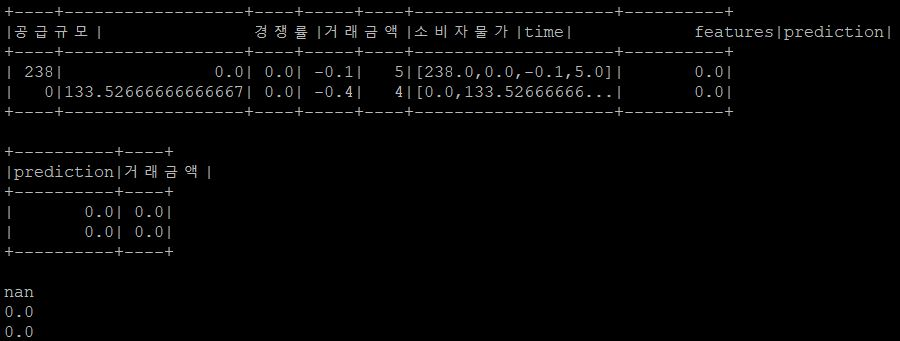 +----+------------------+----+-----+----+--------------------+----------+
|공급규모|               경쟁률|거래금액|소비자물가|time|            features|prediction|
+----+------------------+----+-----+----+--------------------+----------+
| 238|               0.0| 0.0| -0.1|   5|[238.0,0.0,-0.1,5.0]|       0.0|
|   0|133.52666666666667| 0.0| -0.4|   4|[0.0,133.52666666...|       0.0|
+----+------------------+----+-----+----+--------------------+----------+
+----------+----+
|prediction|거래금액|
+----------+----+
|       0.0| 0.0|
|       0.0| 0.0|
+----------+----+
nan
0.0
0.0